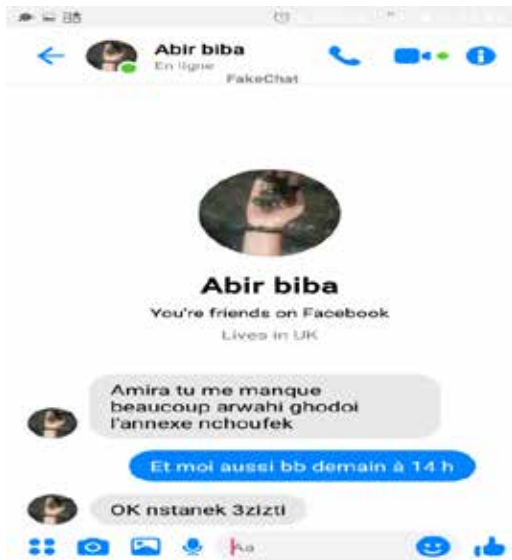 Abir biba
En ligne
FakeChat
Abir biba
You're friends on Facebook
Lives in UK
Amira tu me manque
beaucoup arwahi ghodoi
l'annexe nchoufek
Et moi aussi bb demain à 14 h
OK nstanek 3zizti
Aa